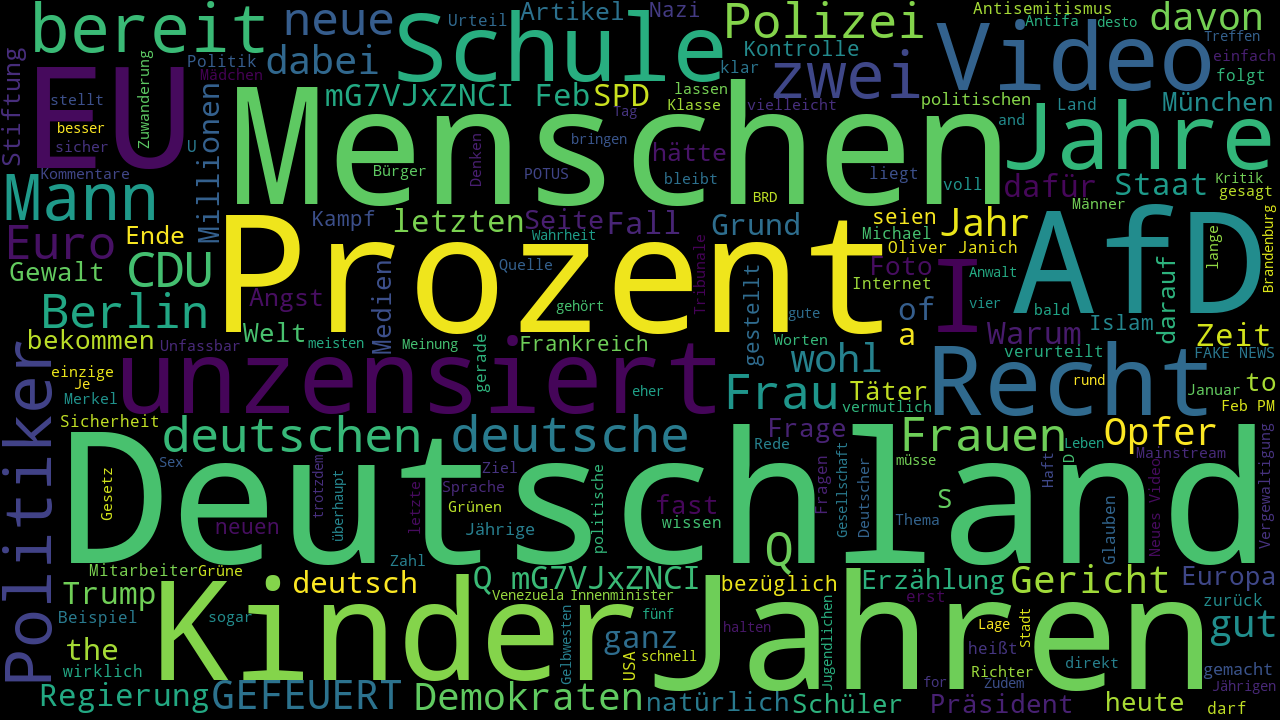 bereit
neue
Urteil
Artikel
Nazi
Polizei
Antisemitismus
Antifa
desto
davon
Treffen
dabei
Politik
Mädchen
Schule
Kontrolle
klar
zwei
Video
einfach
folgt
Stiftung
EU
stellt
besser
sicher
Zuwanderung
Millionen
U
mG7VJxZNCI Feb
SPD
lassen
Klasse
Tag
vielleicht
politischen
Land
and
München
Jahre
Menschen
Kommentare
Bürger
Denken
POTUS
bringen
hätte
bleibt
BRD
liegt
voll
dafür
Staat
Kritik
gesagt
Männer
Mann
Kampf
letzten
Seite
Fall
Grund
seien
Jahr
Michael
Oliver Janich
lange
Brandenburg
Euro
Ende
Wahrheit
Gewalt
CDU
Prozent
Quelle
Tribunale
Foto
Internet
I
Anwalt
vier
AfD
Angst
Medien
gehört
gestellt
gute
of
bald
Islam
darauf
Berlin
Welt
meisten
Meinung
gerade
Frankreich
Worten
a
Warum
Zeit
bekommen
Unfassbar
unzensiert
wohl
verurteilt
FAKE NEWS
einzige
Je
Merkel
eher
Frau
Täter
vermutlich
Recht
rund
Januar
to
Feb PM
Politiker
Sicherheit
deutschen
deutsche
Frage
Frauen
Opfer
Rede
Leben
Mainstream
Sex
Deutschland
Gesetz
trotzdem
überhaupt
letzte
Ziel
Sprache
Grünen
Jährige
politische
fast
wissen
Fragen
Gesellschaft
Deutscher
müsse
S
Thema
Haft
D
Glauben
Neues Video
Vergewaltigung
neuen
Q
Zahl
Mitarbeiter
Grüne
deutsch
Q mG7VJxZNCI
bezüglich
Erzählung
Gericht
Europa
Trump
Beispiel
sogar
Kinder
Venezuela
Innenminister
fünf
Jahren
erst
zurück
Lage
stadt
gut
the
wirklich
Gelbwesten
ganz
USA
schnell
halten
Jugendlichen
heißt
Richter
direkt
gemacht
Regierung
GEFEUERT
Demokraten
natürlich
Schüler
for
Präsident
Zudem
heute
Jährigen
darf